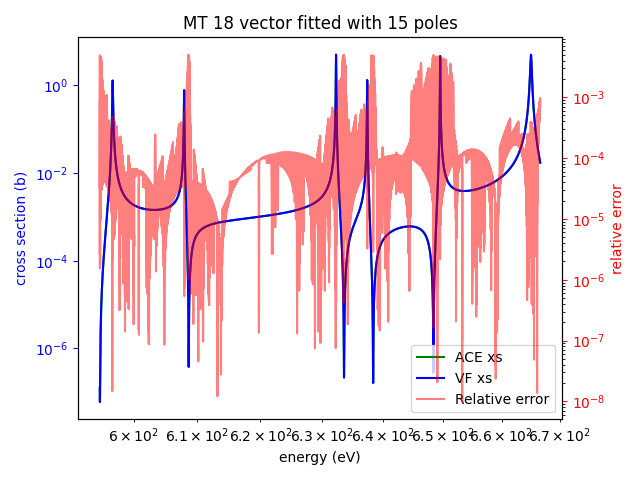 MT 18 vector fitted with 15 poles
cross section (b)
10⁰
10⁻²
10⁻⁴
10⁻⁶
10⁻³
10⁻⁴
10⁻⁵
10⁻⁶
10⁻⁷
10⁻⁸
relative error
ACE xs
VF xs
Relative error
6 × 10² 6.1 × 10² 6.2 × 10² 6.3 × 10² 6.4 × 10² 6.5 × 10² 6.6 × 10² 6.7 × 10²
energy (eV)